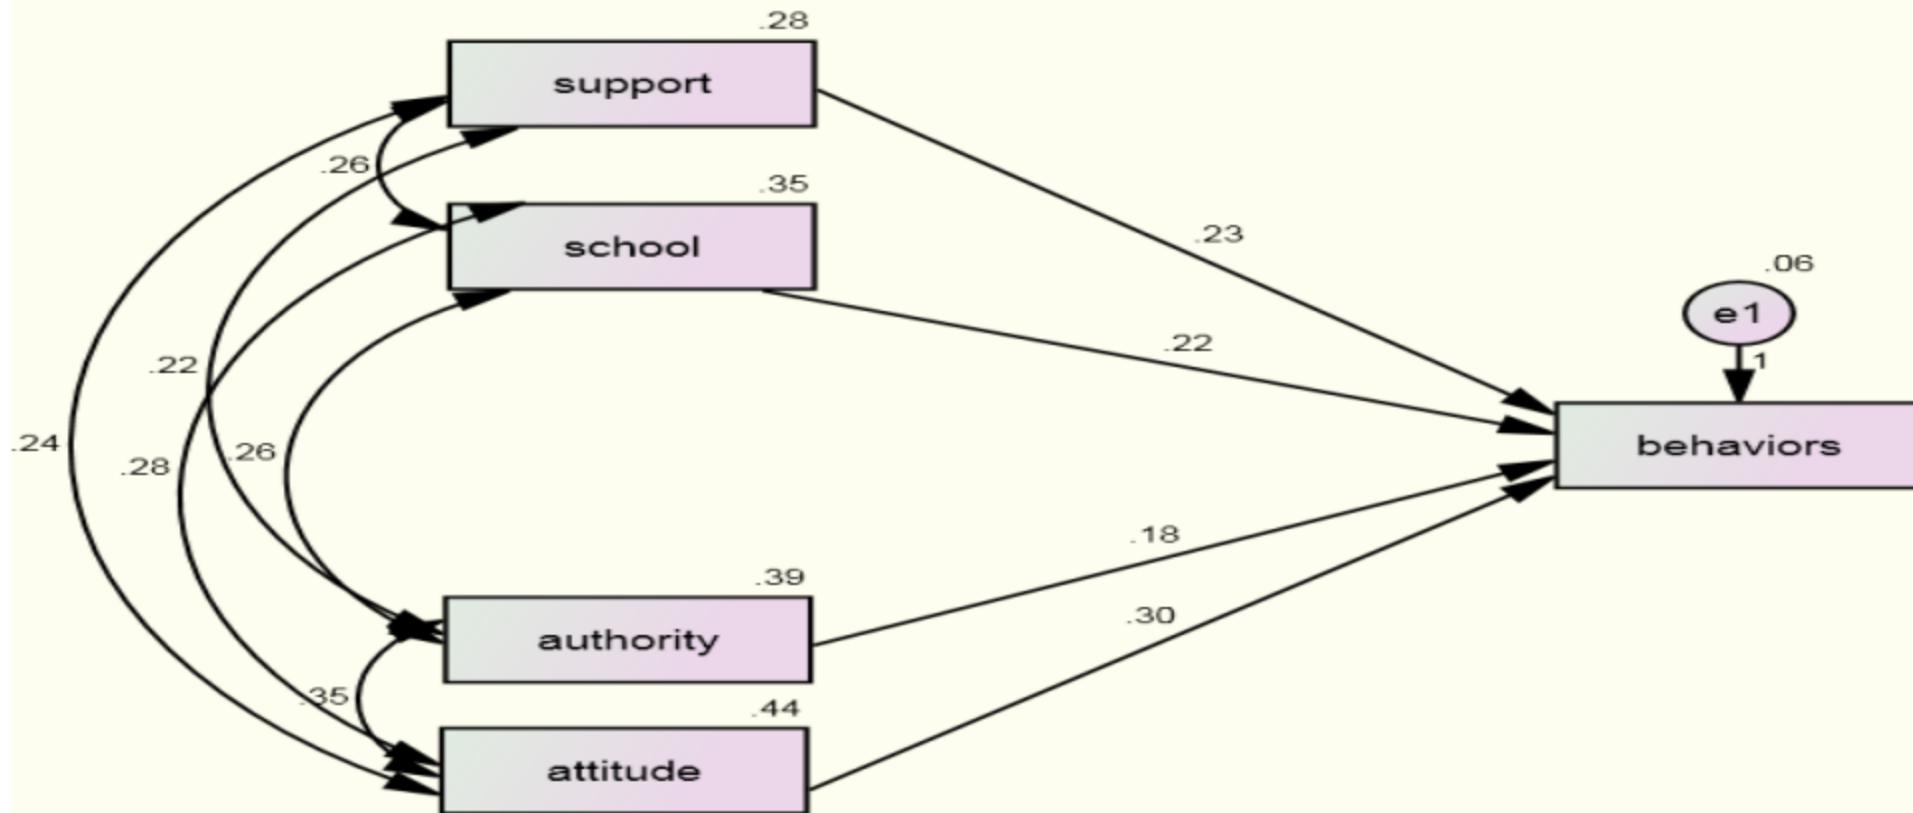 .28
support
.26
.35
school
.23
.06
e1
1
.22
.22
behaviors
.24
.28
.26
.18
.39
authority
.30
.35
.44
attitude